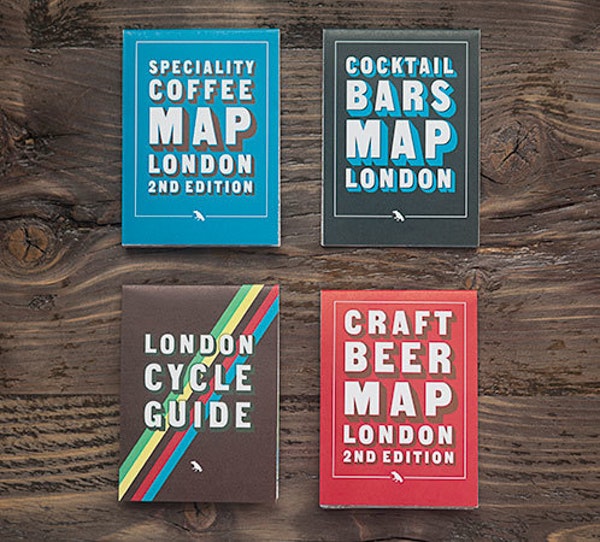 SPECIALITY
COFFEE
MAP
LONDON
2ND EDITION
COCKTAIL
BARS
MAP
LONDON
LONDON
CYCLE
GUIDE
CRAFT
BEER
MAP
LONDON
2ND EDITION